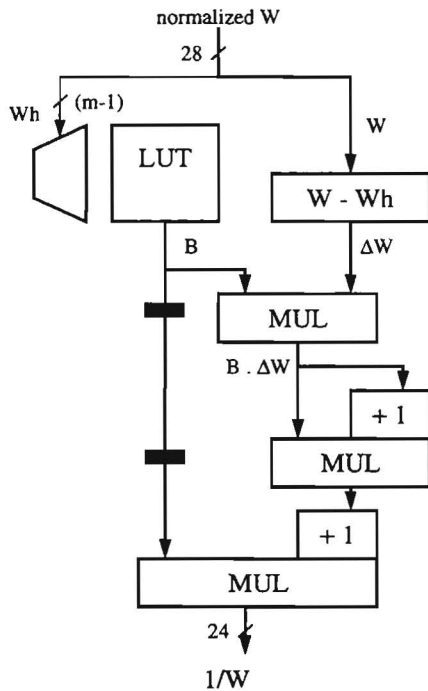 normalized W
28
Wh
(m-1)
W
LUT
W - Wh
B
ΔW
MUL
B . ΔW
+ 1
MUL
+ 1
MUL
24
1/W